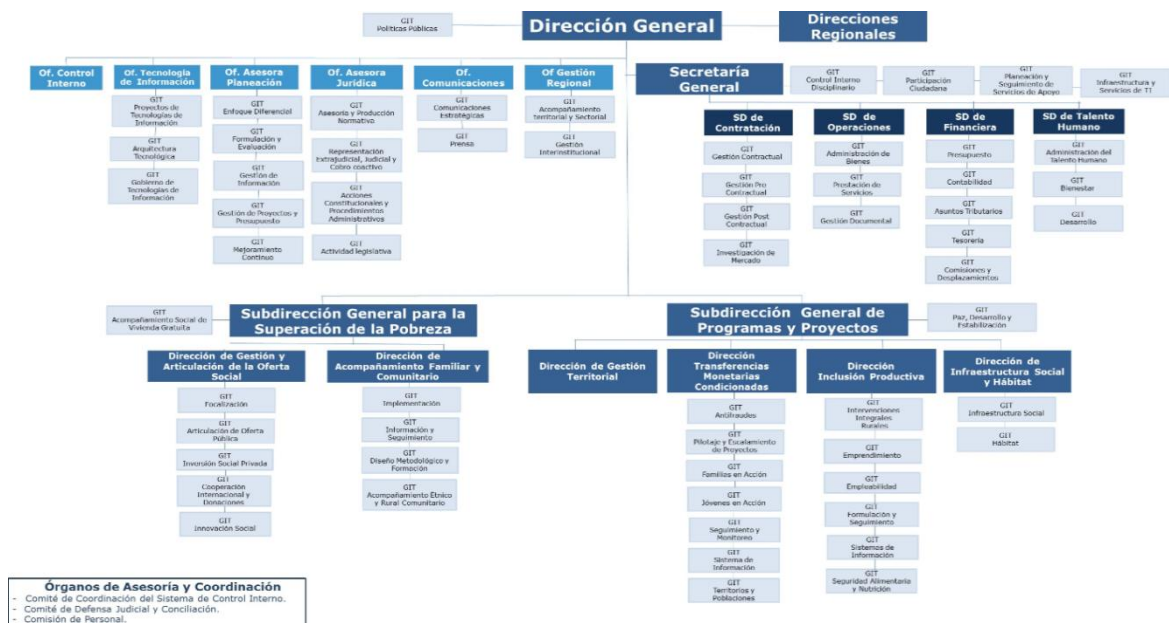 GIT
Políticas Públicas
Dirección General
Direcciones
Regionales
Of. Control
Interno
Of. Tecnología
de Información
GIT
Proyectos de
Tecnologías de
Información
GIT
Arquitectura
Tecnológica
GIT
Gobierno de
Tecnologías de
Información
Of. Asesora
Planeación
GIT
Enfoque Diferencial
GIT
Formulación y
Evaluación
GIT
Gestión de
Información
GIT
Gestión de Proyectos y
Presupuesto
GIT
Mejoramiento
Continuo
Of. Asesora
Jurídica
GIT
Asesoría y Producción
Normativa
GIT
Representación
Extrajudicial, Judicial y
Cobro coactivo
GIT
Acciones
Constitucionales y
Procedimientos
Administrativos
GIT
Actividad legislativa
Of.
Comunicaciones
GIT
Comunicaciones
Estratégicas
GIT
Prensa
Of Gestión
Regional
GIT
Acompañamiento
territorial y Sectorial
GIT
Gestión
Interinstitucional
Secretaría
General
GIT
Control Interno
Disciplinario
GIT
Participación
Ciudadana
GIT
Planeación y
Seguimiento de
Servicios de Apoyo
GIT
Infraestructura y
Servicios de TI
SD de
Contratación
GIT
Gestión Contractual
GIT
Gestión Pre
Contractual
GIT
Gestión Post
Contractual
GIT
Investigación de
Mercado
SD de
Operaciones
GIT
Administración de
Bienes
GIT
Prestación de
Servicios
GIT
Gestión Documental
SD de
Financiera
GIT
Presupuesto
GIT
Contabilidad
GIT
Asuntos Tributarios
GIT
Tesorería
GIT
Comisiones y
Desplazamientos
SD de Talento
Humano
GIT
Administración del
Talento Humano
GIT
Bienestar
GIT
Desarrollo
GIT
Acompañamiento Social de
Vivienda Gratuita
Subdirección General para la
Superación de la Pobreza
Dirección de Gestión y
Articulación de la Oferta
Social
GIT
Focalización
GIT
Articulación de Oferta
Pública
GIT
Inversión Social Privada
GIT
Cooperación
Internacional y
Donaciones
GIT
Innovación Social
Dirección de
Acompañamiento Familiar y
Comunitario
GIT
Implementación
GIT
Información y
Seguimiento
GIT
Diseño Metodológico y
Formación
GIT
Acompañamiento Étnico
y Rural Comunitario
Subdirección General de
Programas y Proyectos
GIT
Paz, Desarrollo y
Estabilización
Dirección de Gestión
Territorial
Dirección
Transferencias
Monetarias
Condicionadas
GIT
Antifraudes
GIT
Pilotaje y Escalamiento
de Proyectos
GIT
Familias en Acción
GIT
Jóvenes en Acción
GIT
Seguimiento y
Monitoreo
GIT
Sistema de
Información
GIT
Territorios y
Poblaciones
Dirección
Inclusión Productiva
GIT
Intervenciones
Integrales
Rurales
GIT
Emprendimiento
GIT
Empleabilidad
GIT
Formulación y
Seguimiento
GIT
Sistemas de
Información
GIT
Seguridad Alimentaria
y Nutrición
Dirección de
Infraestructura Social
y Hábitat
GIT
Infraestructura Social
GIT
Hábitat
Órganos de Asesoría y Coordinación
- Comité de Coordinación del Sistema de Control Interno.
- Comité de Defensa Judicial y Conciliación.
- Comisión de Personal.